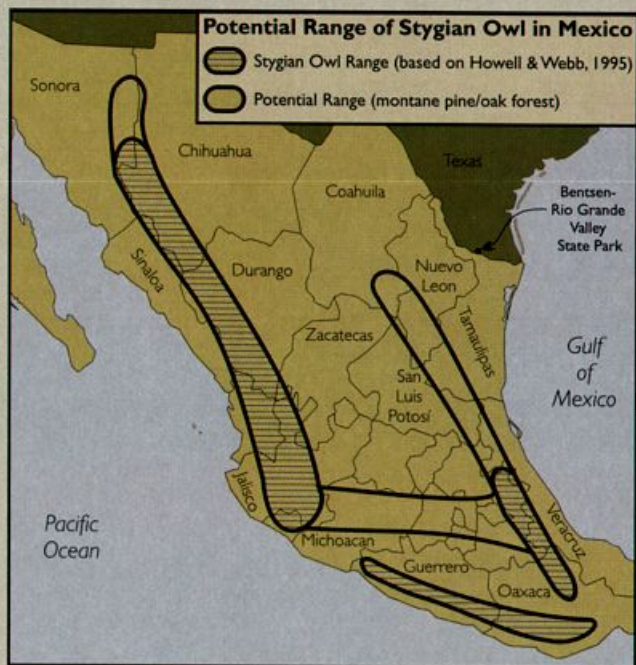 Potential Range of Stygian Owl in Mexico
Stygian Owl Range (based on Howell & Webb, 1995)
Potential Range (montane pine/oak forest)
Sonora
Chihuahua
Texas
Coahuila
Bentsen-
Rio Grande
Valley
State Park
Sinaloa
Durango
Nuevo
Leon
Tamaulipas
Zacatecas
Gulf
of
Mexico
San
Luis
Potosí
Jalisco
Pacific
Ocean
Michoacan
Veracruz
Guerrero
Oaxaca